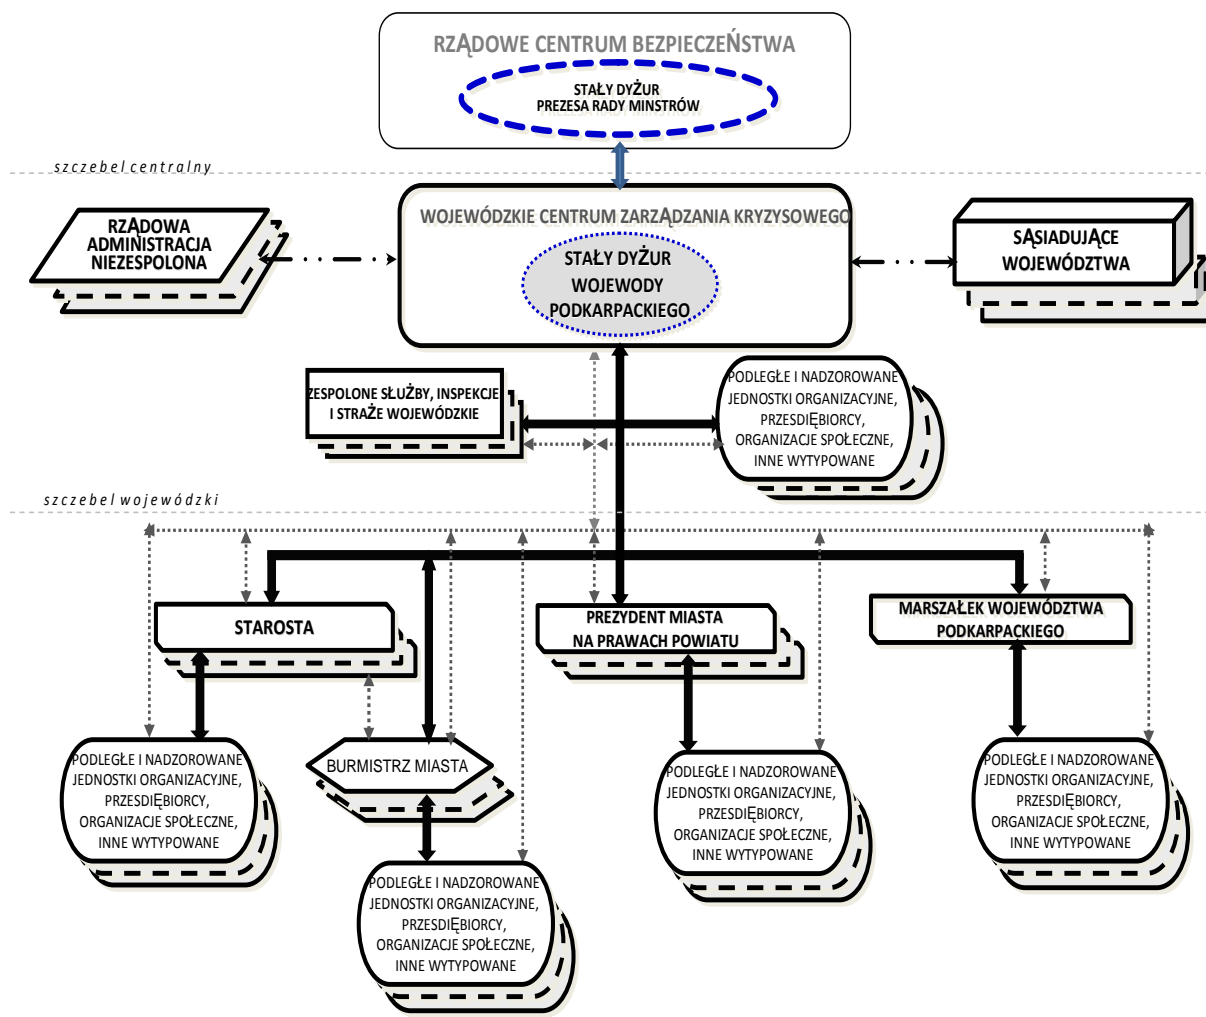 RZĄDOWE CENTRUM BEZPIECZEŃSTWA
STAŁY DYŻUR
PREZESA RADY MINSTRÓW
szczebel centralny
WOJEWÓDZKIE CENTRUM ZARZĄDZANIA KRYZYSOWEGO
RZĄDOWA
ADMINISTRACJA
NIEZESPOLONA
STAŁY DYŻUR
WOJEWODY
PODKARPACKIEGO
SĄSIADUJĄCE
WOJEWÓDZTWA
ZESPOLONE SŁUŻBY, INSPEKCJE
I STRAŻE WOJEWÓDZKIE
PODLEGŁE I NADZOROWANE
JEDNOSTKI ORGANIZACYJNE,
PRZESDIĘBIORCY,
ORGANIZACJE SPOŁECZNE,
INNE WYTYPOWANE
szczebel wojewódzki
STAROSTA
PREZYDENT MIASTA
NA PRAWACH POWIATU
MARSZAŁEK WOJEWÓDZTWA
PODKARPACKIEGO
PODLEGŁE I NADZOROWANE
JEDNOSTKI ORGANIZACYJNE,
PRZESDIĘBIORCY,
ORGANIZACJE SPOŁECZNE,
INNE WYTYPOWANE
BURMISTRZ MIASTA
PODLEGŁE I NADZOROWANE
JEDNOSTKI ORGANIZACYJNE,
PRZESDIĘBIORCY,
ORGANIZACJE SPOŁECZNE,
INNE WYTYPOWANE
PODLEGŁE I NADZOROWANE
JEDNOSTKI ORGANIZACYJNE,
PRZESDIĘBIORCY,
ORGANIZACJE SPOŁECZNE,
INNE WYTYPOWANE
PODLEGŁE I NADZOROWANE
JEDNOSTKI ORGANIZACYJNE,
PRZESDIĘBIORCY,
ORGANIZACJE SPOŁECZNE,
INNE WYTYPOWANE